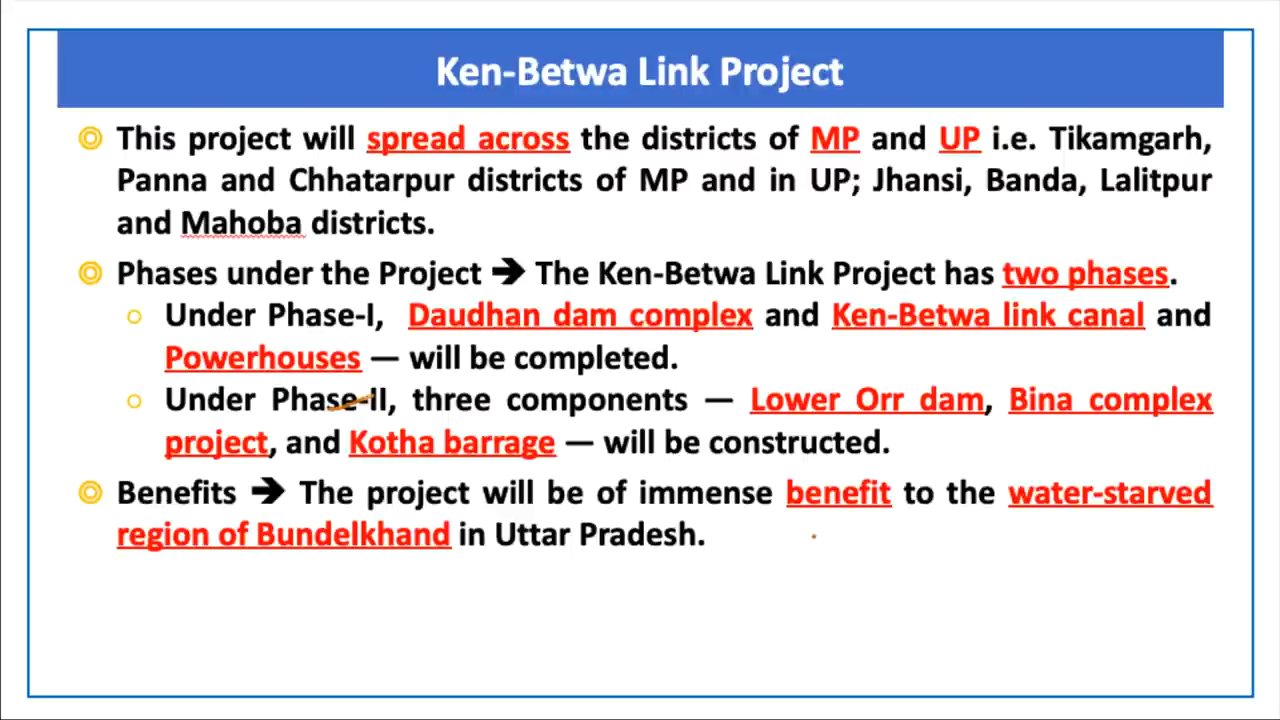 Ken-Betwa Link Project
This project will spread across the districts of MP and UP i.e. Tikamgarh,
Panna and Chhatarpur districts of MP and in UP; Jhansi, Banda, Lalitpur
and Mahoba districts.
Phases under the Project ➔ The Ken-Betwa Link Project has two phases.
Under Phase-I, Daudhan dam complex and Ken-Betwa link canal and
Powerhouses — will be completed.
Under Phase-II, three components — Lower Orr dam, Bina complex
project, and Kotha barrage — will be constructed.
Benefits ➔ The project will be of immense benefit to the water-starved
region of Bundelkhand in Uttar Pradesh.